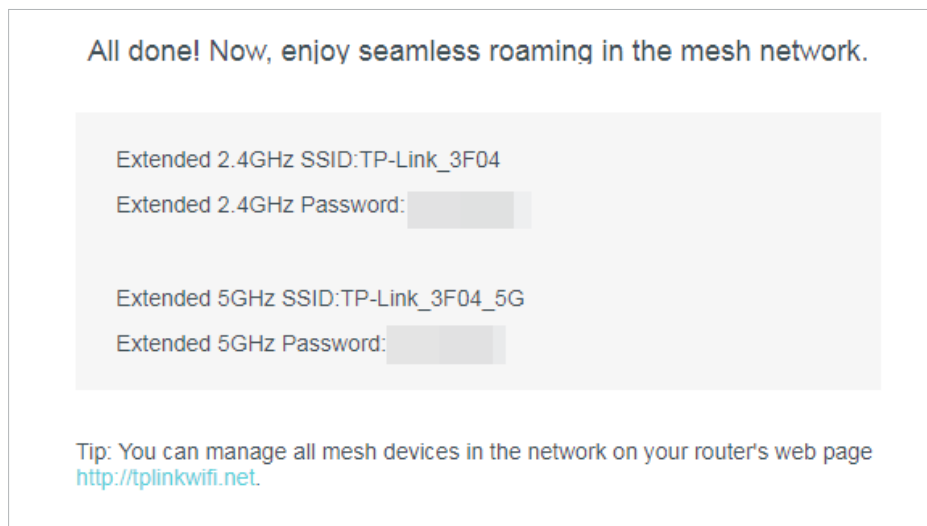 All done! Now, enjoy seamless roaming in the mesh network.
Extended 2.4GHz SSID:TP-Link_3F04
Extended 2.4GHz Password:
Extended 5GHz SSID:TP-Link_3F04_5G
Extended 5GHz Password:
Tip: You can manage all mesh devices in the network on your router's web page
http://tplinkwifi.net.